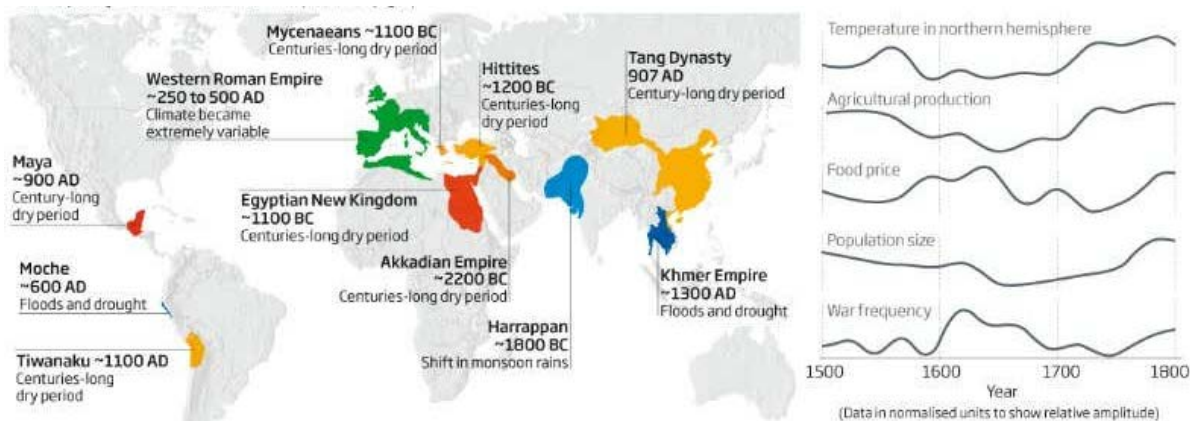 Mycenaeans ~1100 BC
Centuries-long dry period
Western Roman Empire
~250 to 500 AD
Climate became
extremely variable
Hittites
~1200 BC
Centuries-long
dry period
Tang Dynasty
907 AD
Century-long dry period
Maya
~900 AD
Century-long
dry period
Egyptian New Kingdom
~1100 BC
Centuries-long dry period
Akkadian Empire
~2200 BC
Centuries-long dry period
Moche
~600 AD
Floods and drought
Khmer Empire
~1300 AD
Floods and drought
Harrappan
~1800 BC
Shift in monsoon rains
Tiwanaku ~1100 AD
Centuries-long
dry period
Temperature in northern hemisphere
Agricultural production
Food price
Population size
War frequency
1500 1600 1700 1800
Year
(Data in normalised units to show relative amplitude)